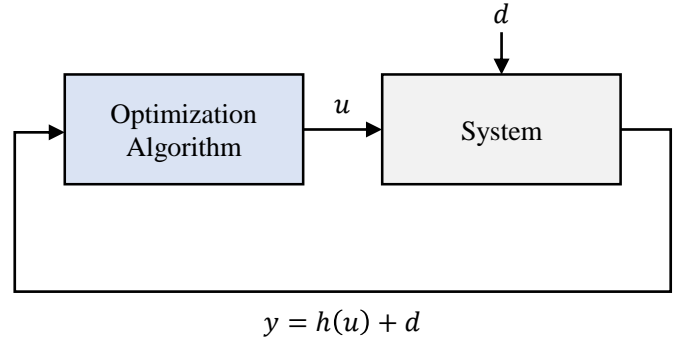 d
Optimization
Algorithm
u
System
y = h(u) + d